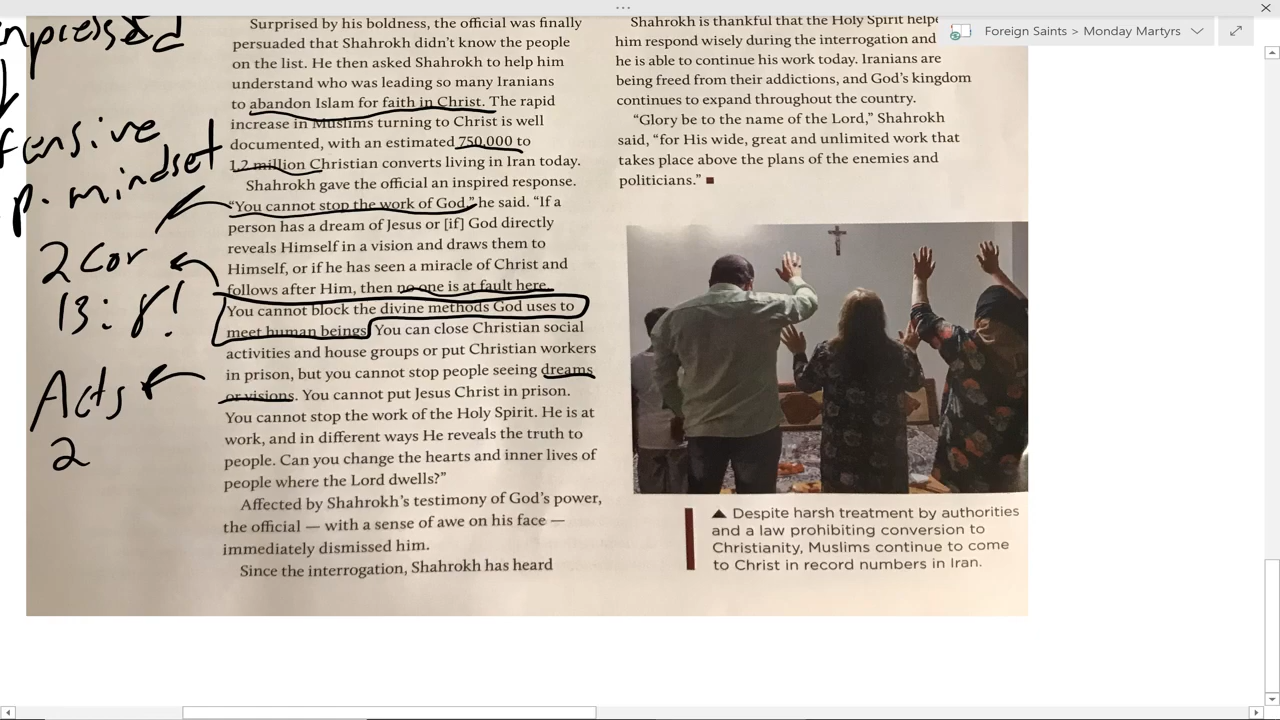 Foreign Saints > Monday Martyrs
Surprised by his boldness, the official was finally
persuaded that Shahrokh didn't know the people
on the list. He then asked Shahrokh to help him
understand who was leading so many Iranians
to abandon Islam for faith in Christ. The rapid
increase in Muslims turning to Christ is well
documented, with an estimated 750,000 to
1.2 million Christian converts living in Iran today.
Shahrokh gave the official an inspired response.
“You cannot stop the work of God,” he said. “If a
person has a dream of Jesus or [if] God directly
reveals Himself in a vision and draws them to
Himself, or if he has seen a miracle of Christ and
follows after Him, then no one is at fault here.
You cannot block the divine methods God uses to
meet human beings. You can close Christian social
activities and house groups or put Christian workers
in prison, but you cannot stop people seeing dreams
or visions. You cannot put Jesus Christ in prison.
You cannot stop the work of the Holy Spirit. He is at
work, and in different ways He reveals the truth to
people. Can you change the hearts and inner lives of
people where the Lord dwells?”
Affected by Shahrokh's testimony of God's power,
the official — with a sense of awe on his face —
immediately dismissed him.
Since the interrogation, Shahrokh has heard
Shahrokh is thankful that the Holy Spirit helpe
him respond wisely during the interrogation and
he is able to continue his work today. Iranians are
being freed from their addictions, and God's kingdom
continues to expand throughout the country.
“Glory be to the name of the Lord,” Shahrokh
said, “for His wide, great and unlimited work that
takes place above the plans of the enemies and
politicians.” ■
▲ Despite harsh treatment by authorities
and a law prohibiting conversion to
Christianity, Muslims continue to come
to Christ in record numbers in Iran.
mpressed
fensive
p. mindset
2 Cor
13:8!
Acts
2